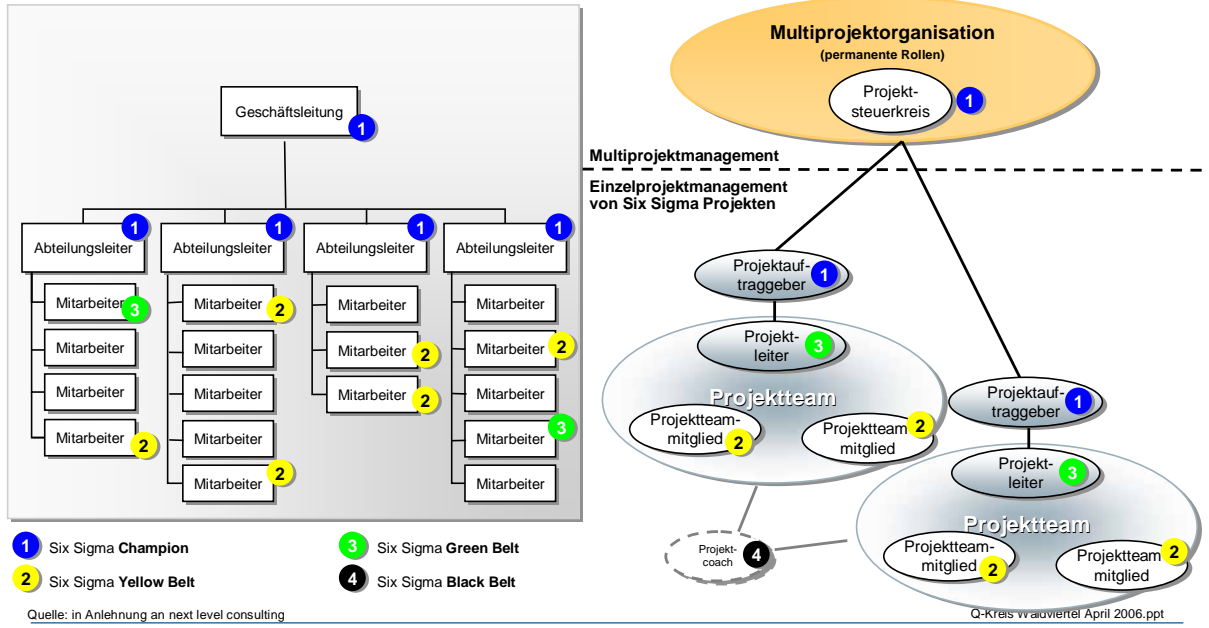 Geschäftsleitung
1
1
1
1
1
Abteilungsleiter
Abteilungsleiter
Abteilungsleiter
Abteilungsleiter
Mitarbeiter
3
Mitarbeiter
Mitarbeiter
Mitarbeiter
2
Mitarbeiter
2
Mitarbeiter
Mitarbeiter
Mitarbeiter
Mitarbeiter
2
Mitarbeiter
Mitarbeiter
2
Mitarbeiter
2
Mitarbeiter
Mitarbeiter
2
Mitarbeiter
Mitarbeiter
3
Mitarbeiter
1 Six Sigma Champion
2 Six Sigma Yellow Belt
3 Six Sigma Green Belt
4 Six Sigma Black Belt
Multiprojektorganisation
(permanente Rollen)
Projekt-
steuerkreis
1
Multiprojektmanagement
Einzelprojektmanagement
von Six Sigma Projekten
Projektauf-
traggeber
1
Projekt-
leiter
3
Projektteam
Projektteam-
mitglied
2
Projektteam
mitglied
2
Projektauf-
traggeber
1
Projekt-
leiter
3
Projektteam
Projektteam-
mitglied
2
Projektteam
mitglied
2
Projekt-
coach
4
Quelle: in Anlehnung an next level consulting
Q-Kreis Waldviertel April 2006.ppt